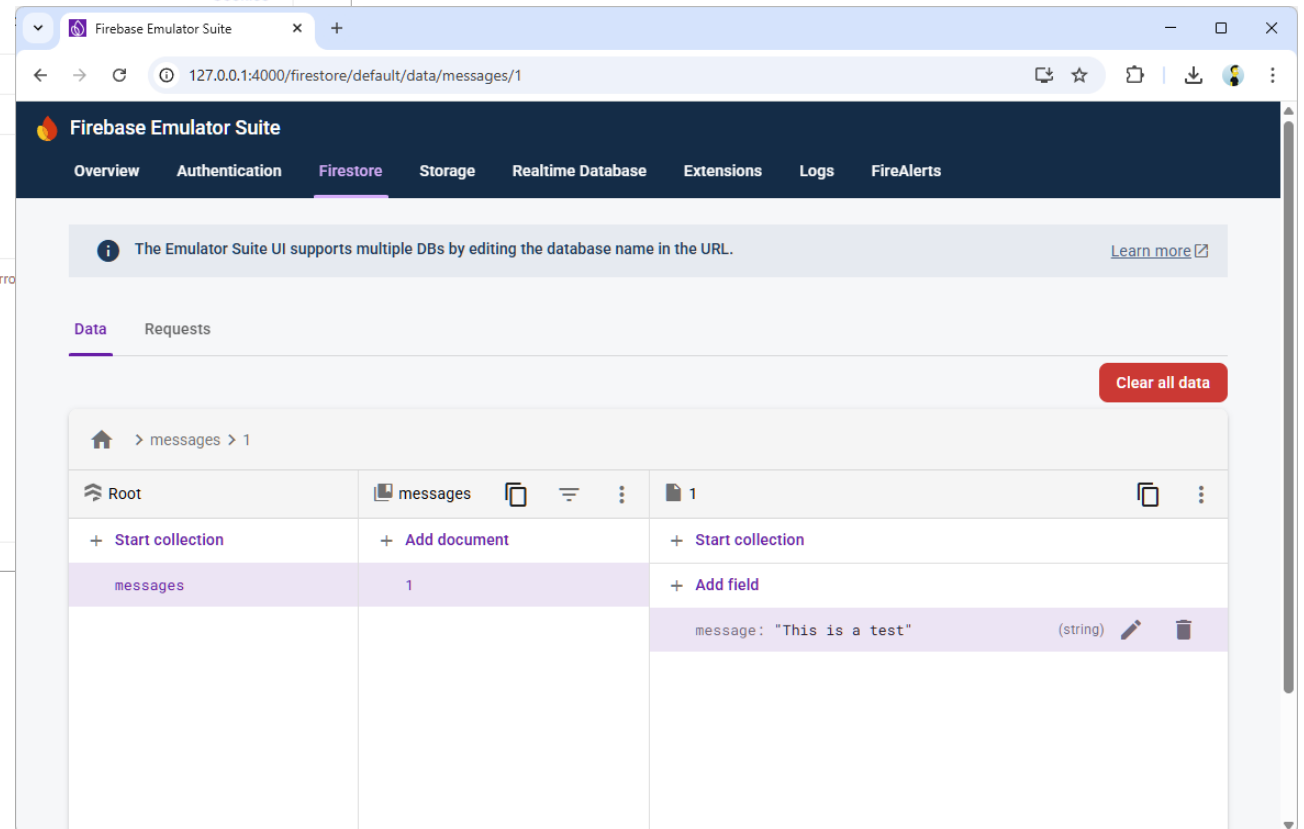 Firebase Emulator Suite
127.0.0.1:4000/firestore/default/data/messages/1
Firebase Emulator Suite
Overview Authentication Firestore Storage Realtime Database Extensions Logs FireAlerts
The Emulator Suite UI supports multiple DBs by editing the database name in the URL. Learn more
rro
Data Requests
Clear all data
> messages > 1
Root messages 1
+ Start collection + Add document + Start collection
messages 1 + Add field
message: "This is a test" (string)